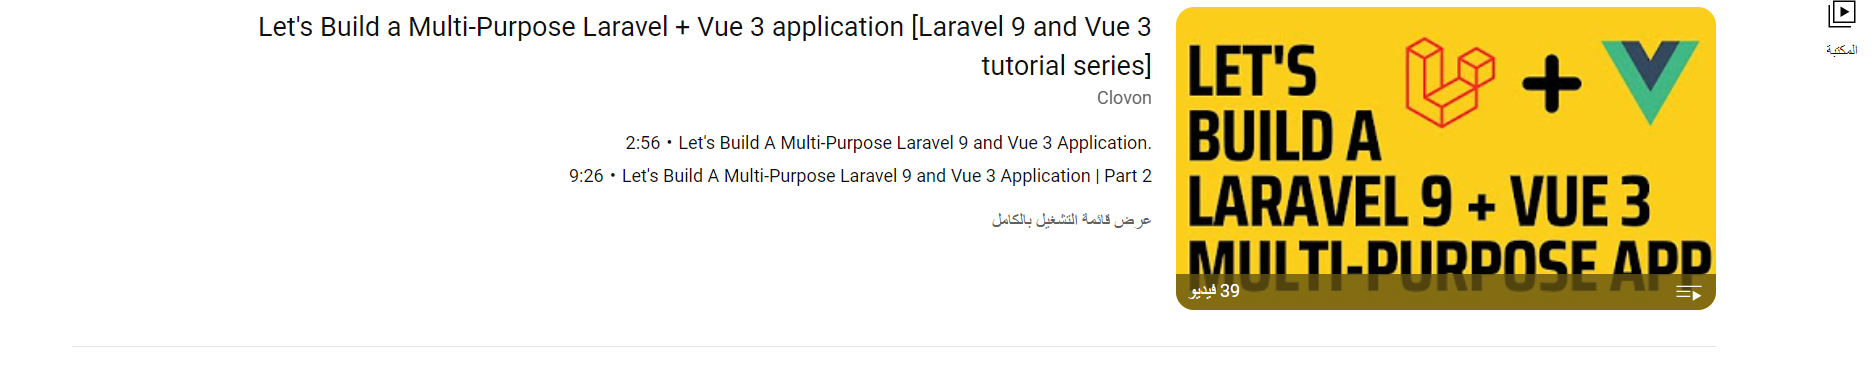 Let's Build a Multi-Purpose Laravel + Vue 3 application [Laravel 9 and Vue 3
tutorial series]
Clovon
2:56 • Let's Build A Multi-Purpose Laravel 9 and Vue 3 Application.
9:26 • Let's Build A Multi-Purpose Laravel 9 and Vue 3 Application | Part 2
عرض قائمة التشغيل بالكامل
LET'S
BUILD A
LARAVEL 9 + VUE 3
MULTI-PURPOSE APP
39 فيديو
المكتبة